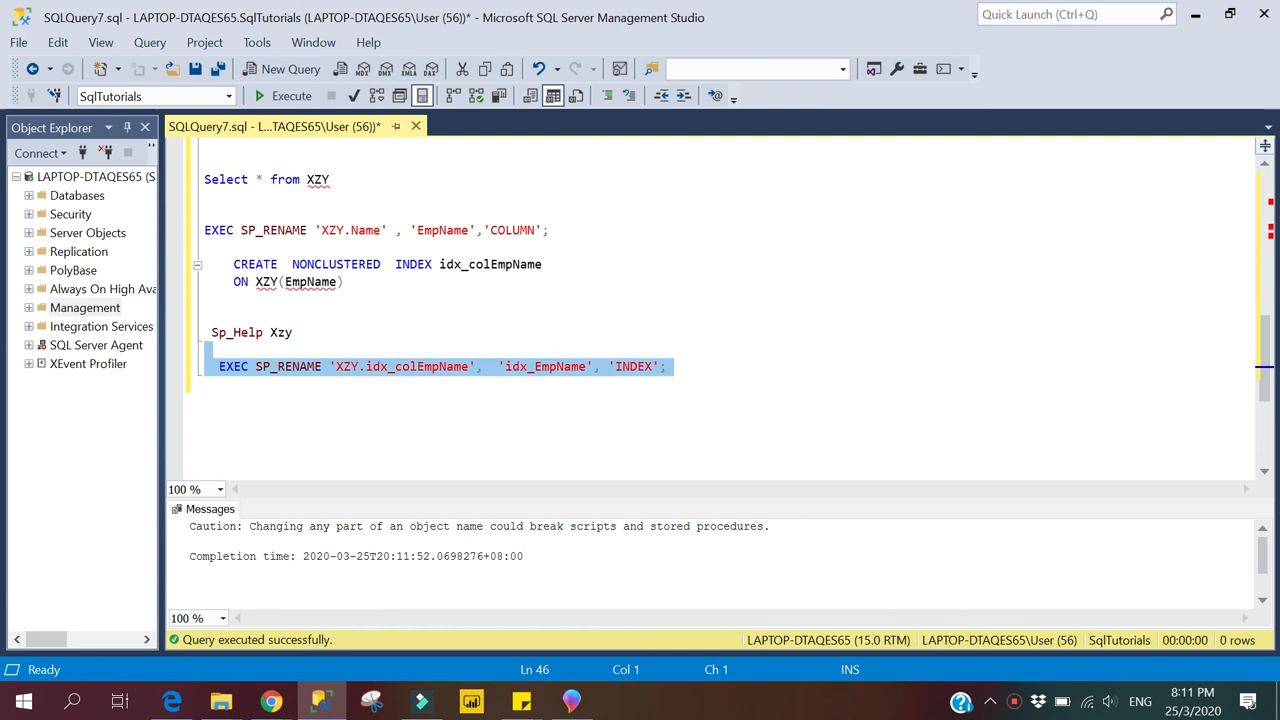 SQLQuery7.sql - LAPTOP-DTAQES65.SqlTutorials (LAPTOP-DTAQES65\User (56))* - Microsoft SQL Server Management Studio
Quick Launch (Ctrl+Q)
File Edit View Query Project Tools Window Help
New Query MDX DMX XMLA DAX
SqlTutorials Execute
Object Explorer
SQLQuery7.sql - L...TAQES65\User (56))*
Connect
LAPTOP-DTAQES65 (S
Databases
Security
Server Objects
Replication
PolyBase
Always On High Ava
Management
Integration Services
SQL Server Agent
XEvent Profiler
Select * from XZY
EXEC SP_RENAME 'XZY.Name' , 'EmpName','COLUMN';
CREATE NONCLUSTERED INDEX idx_colEmpName
ON XZY(EmpName)
Sp_Help Xzy
EXEC SP_RENAME 'XZY.idx_colEmpName', 'idx_EmpName', 'INDEX';
100 %
Messages
Caution: Changing any part of an object name could break scripts and stored procedures.
Completion time: 2020-03-25T20:11:52.0698276+08:00
100 %
Query executed successfully. LAPTOP-DTAQES65 (15.0 RTM) LAPTOP-DTAQES65\User (56) SqlTutorials 00:00:00 0 rows
Ready Ln 46 Col 1 Ch 1 INS
ENG 8:11 PM
25/3/2020